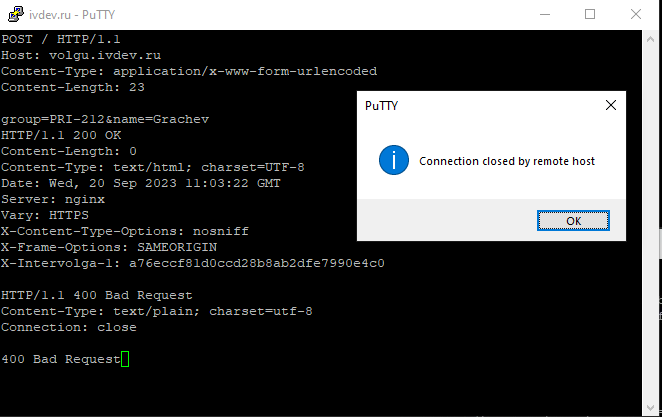 ivdev.ru - PuTTY
POST / HTTP/1.1
Host: volgu.ivdev.ru
Content-Type: application/x-www-form-urlencoded
Content-Length: 23
group=PRI-212&name=Grachev
HTTP/1.1 200 OK
Content-Length: 0
Content-Type: text/html; charset=UTF-8
Date: Wed, 20 Sep 2023 11:03:22 GMT
Server: nginx
Vary: HTTPS
X-Content-Type-Options: nosniff
X-Frame-Options: SAMEORIGIN
X-Intervolga-1: a76eccf81d0ccd28b8ab2dfe7990e4c0
HTTP/1.1 400 Bad Request
Content-Type: text/plain; charset=utf-8
Connection: close
400 Bad Request
PuTTY
Connection closed by remote host
OK